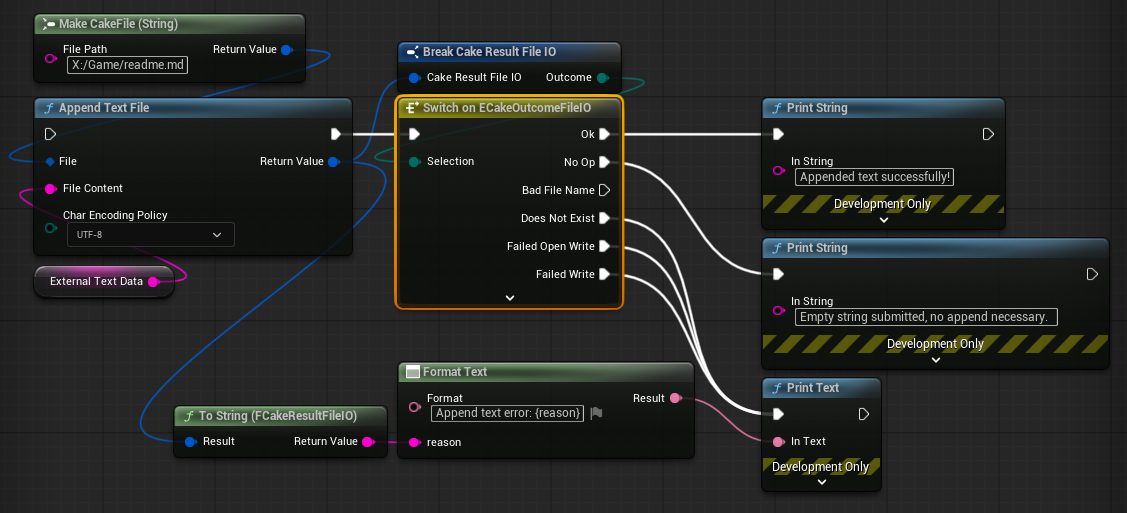 Make CakeFile (String)
File Path
Return Value
X:/Game/readme.md
Append Text File
File
Return Value
File Content
Char Encoding Policy
UTF-8
External Text Data
Break Cake Result File IO
Cake Result File IO
Outcome
Switch on ECakeOutcomeFileIO
Ok
Selection
No Op
Bad File Name
Does Not Exist
Failed Open Write
Failed Write
Print String
In String
Appended text successfully!
Development Only
Print String
In String
Empty string submitted, no append necessary.
Development Only
To String (FCakeResultFileIO)
Result
Return Value
Format Text
Format
Result
Append text error: {reason}
reason
Print Text
In Text
Development Only